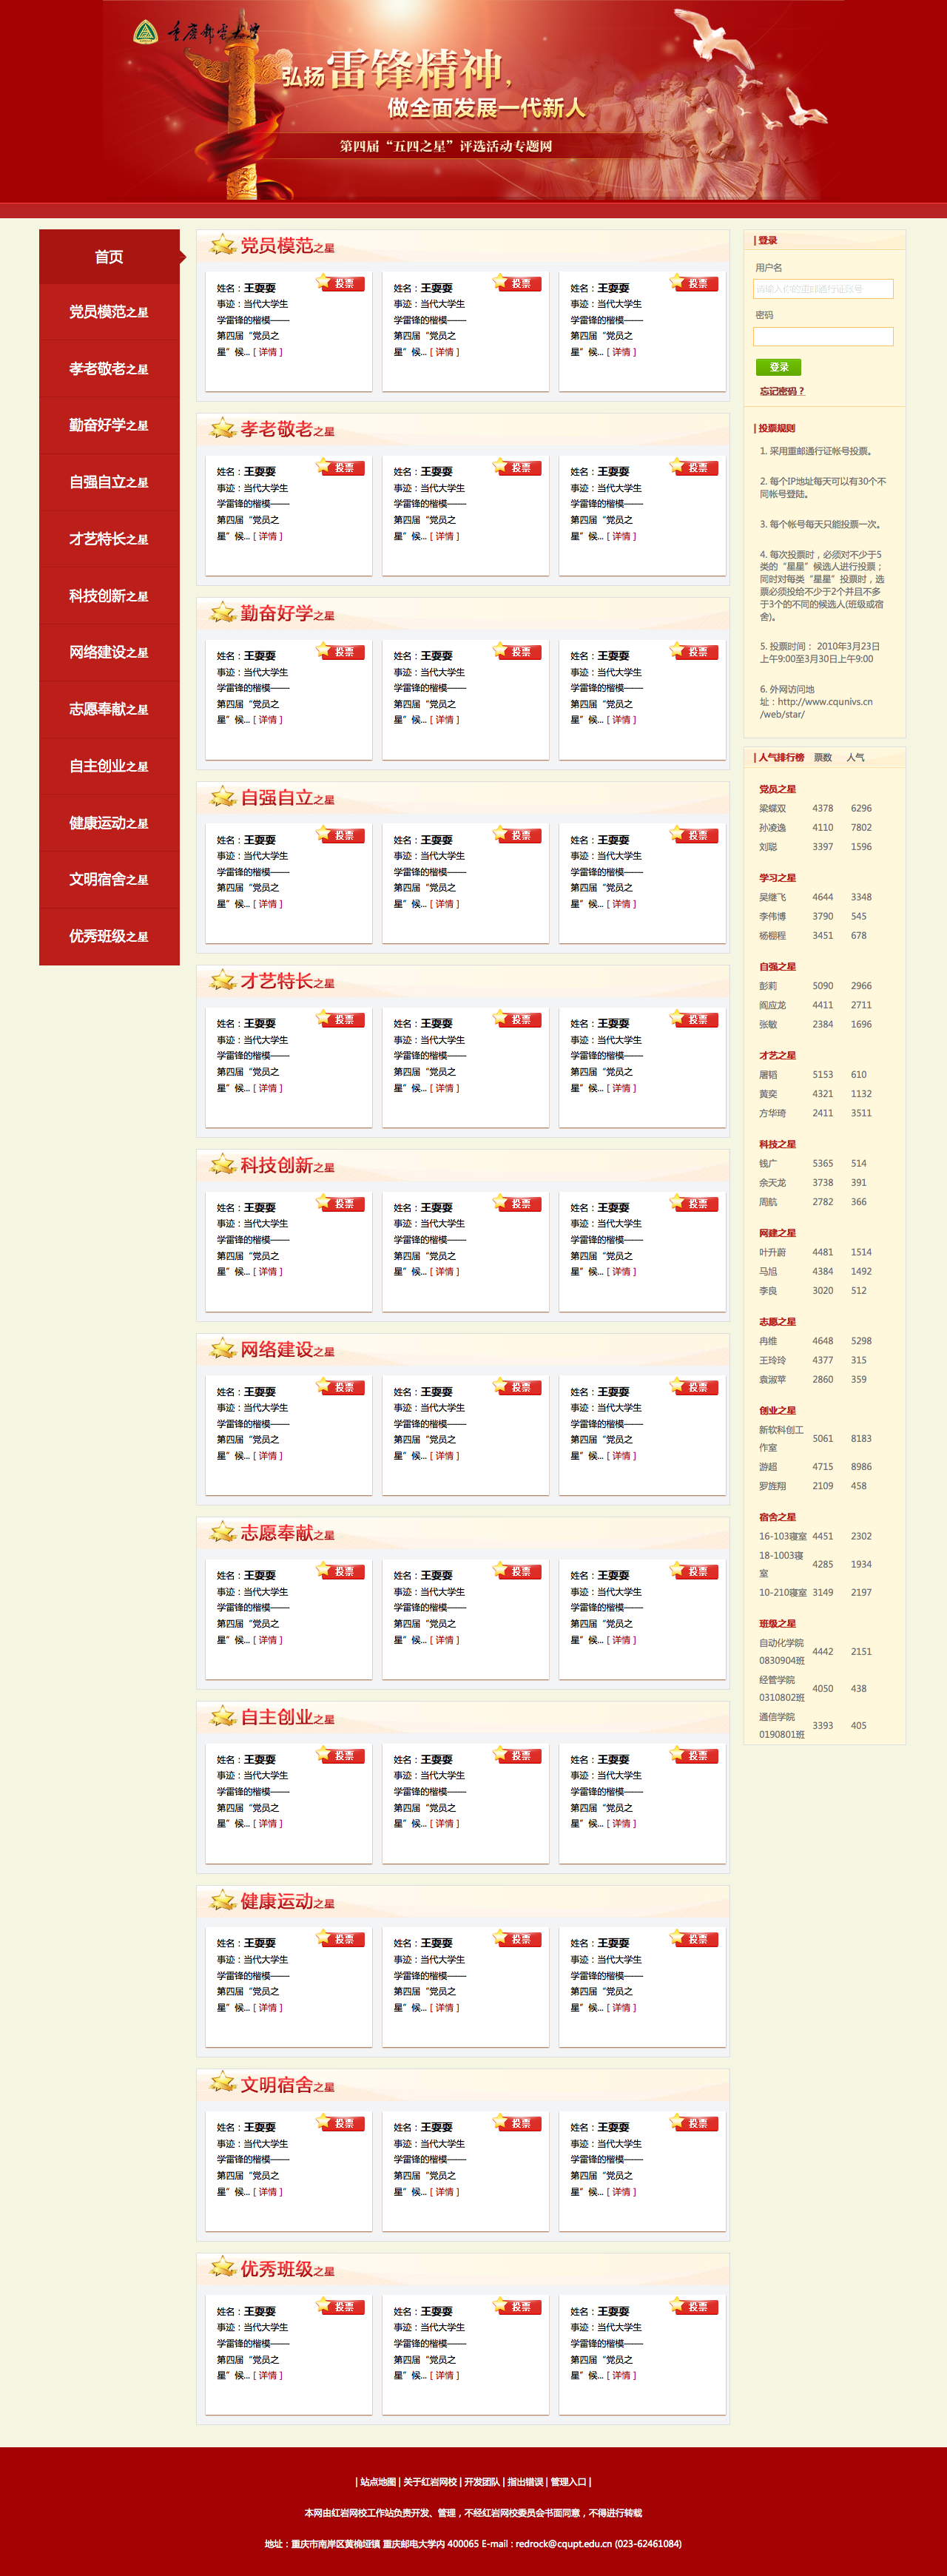 重庆邮电大学
弘扬雷锋精神，
做全面发展一代新人
第四届“五四之星”评选活动专题网
首页
党员模范之星
孝老敬老之星
勤奋好学之星
自强自立之星
才艺特长之星
科技创新之星
网络建设之星
志愿奉献之星
自主创业之星
健康运动之星
文明宿舍之星
优秀班级之星
党员模范之星
姓名：王耍耍 投票 姓名：王耍耍 投票 姓名：王耍耍 投票
事迹：当代大学生 事迹：当代大学生 事迹：当代大学生
学雷锋的楷模—— 学雷锋的楷模—— 学雷锋的楷模——
第四届“党员之 第四届“党员之 第四届“党员之
星”候... [ 详情 ] 星”候... [ 详情 ] 星”候... [ 详情 ]
孝老敬老之星
姓名：王耍耍 投票 姓名：王耍耍 投票 姓名：王耍耍 投票
事迹：当代大学生 事迹：当代大学生 事迹：当代大学生
学雷锋的楷模—— 学雷锋的楷模—— 学雷锋的楷模——
第四届“党员之 第四届“党员之 第四届“党员之
星”候... [ 详情 ] 星”候... [ 详情 ] 星”候... [ 详情 ]
勤奋好学之星
姓名：王耍耍 投票 姓名：王耍耍 投票 姓名：王耍耍 投票
事迹：当代大学生 事迹：当代大学生 事迹：当代大学生
学雷锋的楷模—— 学雷锋的楷模—— 学雷锋的楷模——
第四届“党员之 第四届“党员之 第四届“党员之
星”候... [ 详情 ] 星”候... [ 详情 ] 星”候... [ 详情 ]
自强自立之星
姓名：王耍耍 投票 姓名：王耍耍 投票 姓名：王耍耍 投票
事迹：当代大学生 事迹：当代大学生 事迹：当代大学生
学雷锋的楷模—— 学雷锋的楷模—— 学雷锋的楷模——
第四届“党员之 第四届“党员之 第四届“党员之
星”候... [ 详情 ] 星”候... [ 详情 ] 星”候... [ 详情 ]
才艺特长之星
姓名：王耍耍 投票 姓名：王耍耍 投票 姓名：王耍耍 投票
事迹：当代大学生 事迹：当代大学生 事迹：当代大学生
学雷锋的楷模—— 学雷锋的楷模—— 学雷锋的楷模——
第四届“党员之 第四届“党员之 第四届“党员之
星”候... [ 详情 ] 星”候... [ 详情 ] 星”候... [ 详情 ]
科技创新之星
姓名：王耍耍 投票 姓名：王耍耍 投票 姓名：王耍耍 投票
事迹：当代大学生 事迹：当代大学生 事迹：当代大学生
学雷锋的楷模—— 学雷锋的楷模—— 学雷锋的楷模——
第四届“党员之 第四届“党员之 第四届“党员之
星”候... [ 详情 ] 星”候... [ 详情 ] 星”候... [ 详情 ]
网络建设之星
姓名：王耍耍 投票 姓名：王耍耍 投票 姓名：王耍耍 投票
事迹：当代大学生 事迹：当代大学生 事迹：当代大学生
学雷锋的楷模—— 学雷锋的楷模—— 学雷锋的楷模——
第四届“党员之 第四届“党员之 第四届“党员之
星”候... [ 详情 ] 星”候... [ 详情 ] 星”候... [ 详情 ]
志愿奉献之星
姓名：王耍耍 投票 姓名：王耍耍 投票 姓名：王耍耍 投票
事迹：当代大学生 事迹：当代大学生 事迹：当代大学生
学雷锋的楷模—— 学雷锋的楷模—— 学雷锋的楷模——
第四届“党员之 第四届“党员之 第四届“党员之
星”候... [ 详情 ] 星”候... [ 详情 ] 星”候... [ 详情 ]
自主创业之星
姓名：王耍耍 投票 姓名：王耍耍 投票 姓名：王耍耍 投票
事迹：当代大学生 事迹：当代大学生 事迹：当代大学生
学雷锋的楷模—— 学雷锋的楷模—— 学雷锋的楷模——
第四届“党员之 第四届“党员之 第四届“党员之
星”候... [ 详情 ] 星”候... [ 详情 ] 星”候... [ 详情 ]
健康运动之星
姓名：王耍耍 投票 姓名：王耍耍 投票 姓名：王耍耍 投票
事迹：当代大学生 事迹：当代大学生 事迹：当代大学生
学雷锋的楷模—— 学雷锋的楷模—— 学雷锋的楷模——
第四届“党员之 第四届“党员之 第四届“党员之
星”候... [ 详情 ] 星”候... [ 详情 ] 星”候... [ 详情 ]
文明宿舍之星
姓名：王耍耍 投票 姓名：王耍耍 投票 姓名：王耍耍 投票
事迹：当代大学生 事迹：当代大学生 事迹：当代大学生
学雷锋的楷模—— 学雷锋的楷模—— 学雷锋的楷模——
第四届“党员之 第四届“党员之 第四届“党员之
星”候... [ 详情 ] 星”候... [ 详情 ] 星”候... [ 详情 ]
优秀班级之星
姓名：王耍耍 投票 姓名：王耍耍 投票 姓名：王耍耍 投票
事迹：当代大学生 事迹：当代大学生 事迹：当代大学生
学雷锋的楷模—— 学雷锋的楷模—— 学雷锋的楷模——
第四届“党员之 第四届“党员之 第四届“党员之
星”候... [ 详情 ] 星”候... [ 详情 ] 星”候... [ 详情 ]
登录
用户名
请输入你的重邮通行证账号
密码
登录
忘记密码？
投票规则
1. 采用重邮通行证帐号投票。
2. 每个IP地址每天可以有30个不
同帐号登陆。
3. 每个帐号每天只能投票一次。
4. 每次投票时，必须对不少于5
类的“星星”候选人进行投票；
同时对每类“星星”投票时，选
票必须投给不少于2个并且不多
于3个的不同的候选人(班级或宿
舍)。
5. 投票时间： 2010年3月23日
上午9:00至3月30日上午9:00
6. 外网访问地
址：http://www.cqunivs.cn
/web/star/
人气排行榜 票数 人气
党员之星
梁蝶双 4378 6296
孙凌逸 4110 7802
刘聪 3397 1596
学习之星
吴继飞 4644 3348
李伟博 3790 545
杨棚程 3451 678
自强之星
彭莉 5090 2966
阎应龙 4411 2711
张敏 2384 1696
才艺之星
屠韬 5153 610
黄奕 4321 1132
方华琦 2411 3511
科技之星
钱广 5365 514
余天龙 3738 391
周航 2782 366
网建之星
叶升蔚 4481 1514
马旭 4384 1492
李良 3020 512
志愿之星
冉维 4648 5298
王玲玲 4377 315
袁淑苹 2860 359
创业之星
新软科创工
作室 5061 8183
游超 4715 8986
罗旌翔 2109 458
宿舍之星
16-103寝室 4451 2302
18-1003寝
室 4285 1934
10-210寝室 3149 2197
班级之星
自动化学院
0830904班 4442 2151
经管学院
0310802班 4050 438
通信学院
0190801班 3393 405
| 站点地图 | 关于红岩网校 | 开发团队 | 指出错误 | 管理入口 |
本网由红岩网校工作站负责开发、管理，不经红岩网校委员会书面同意，不得进行转载
地址：重庆市南岸区黄桷垭镇 重庆邮电大学内 400065 E-mail : redrock@cqupt.edu.cn (023-62461084)